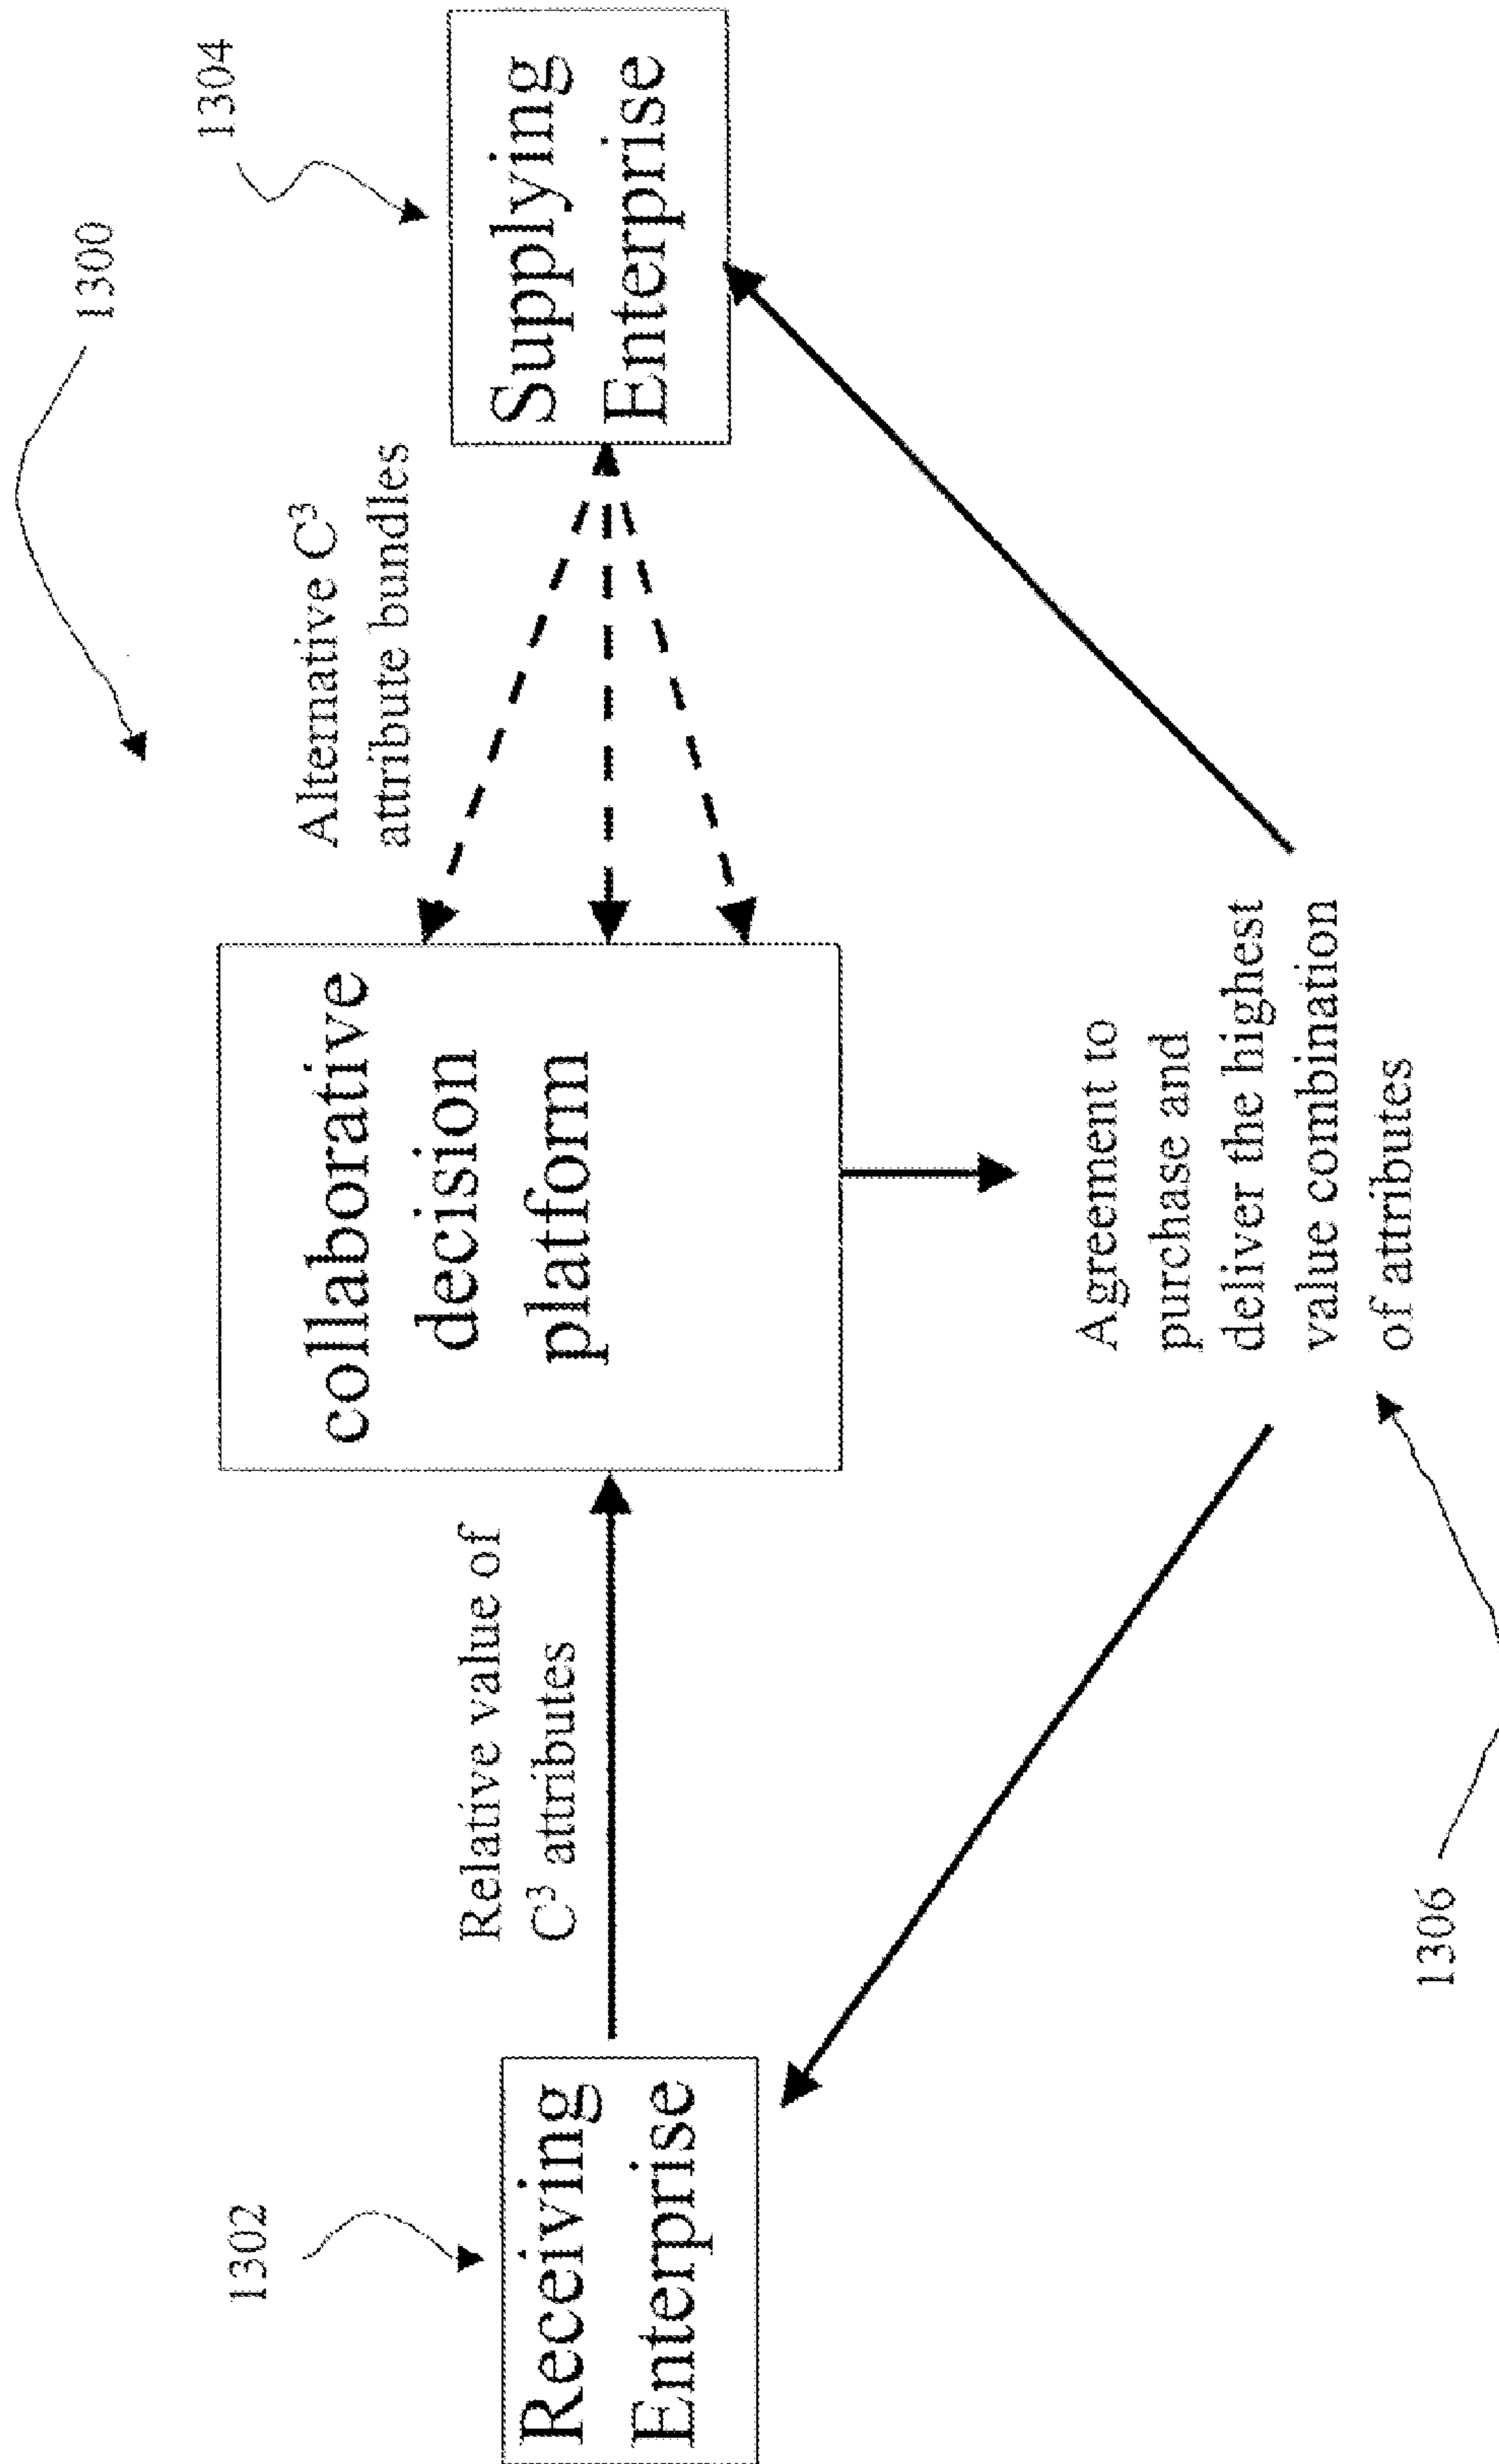 1300
1302
1304
Receiving
Enterprise
Relative value of
C³ attributes
collaborative
decision
platform
Alternative C³
attribute bundles
Supplying
Enterprise
Agreement to
purchase and
deliver the highest
value combination
of attributes
1306